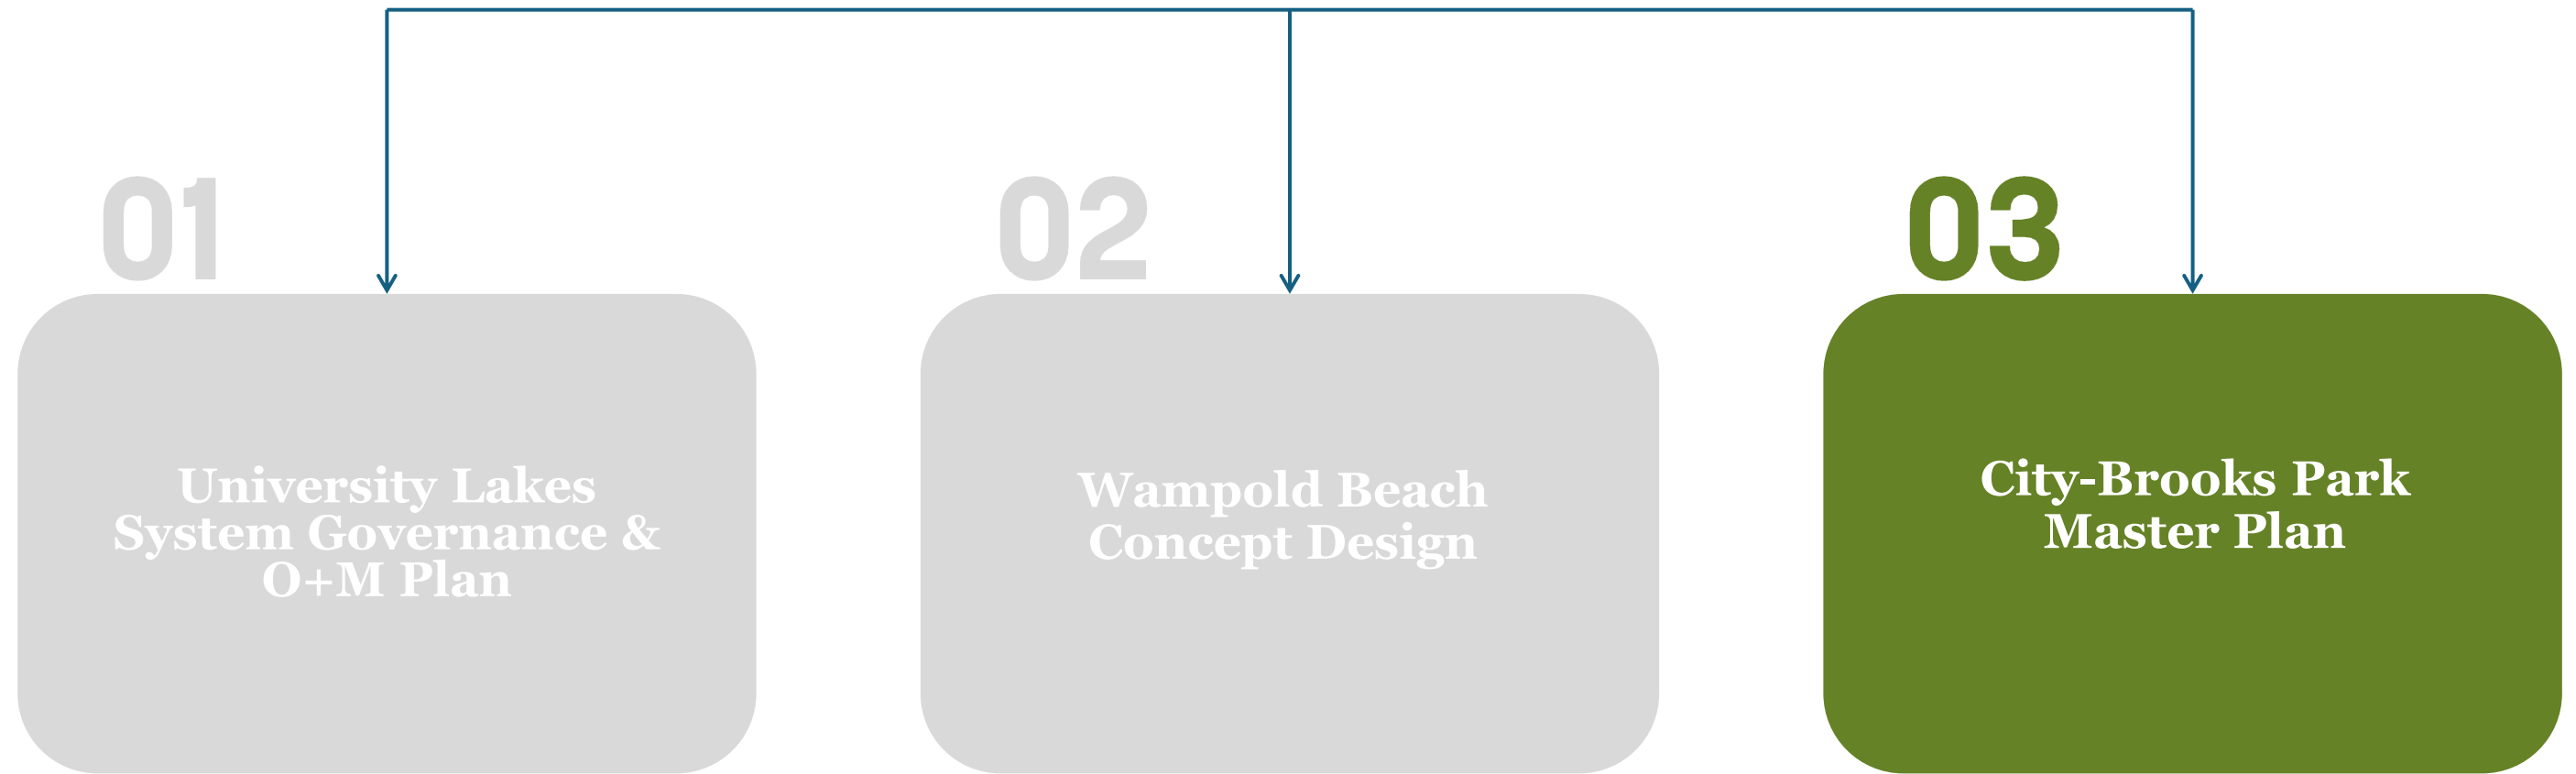 01
University Lakes
System Governance &
O+M Plan
02
Wampold Beach
Concept Design
03
City-Brooks Park
Master Plan